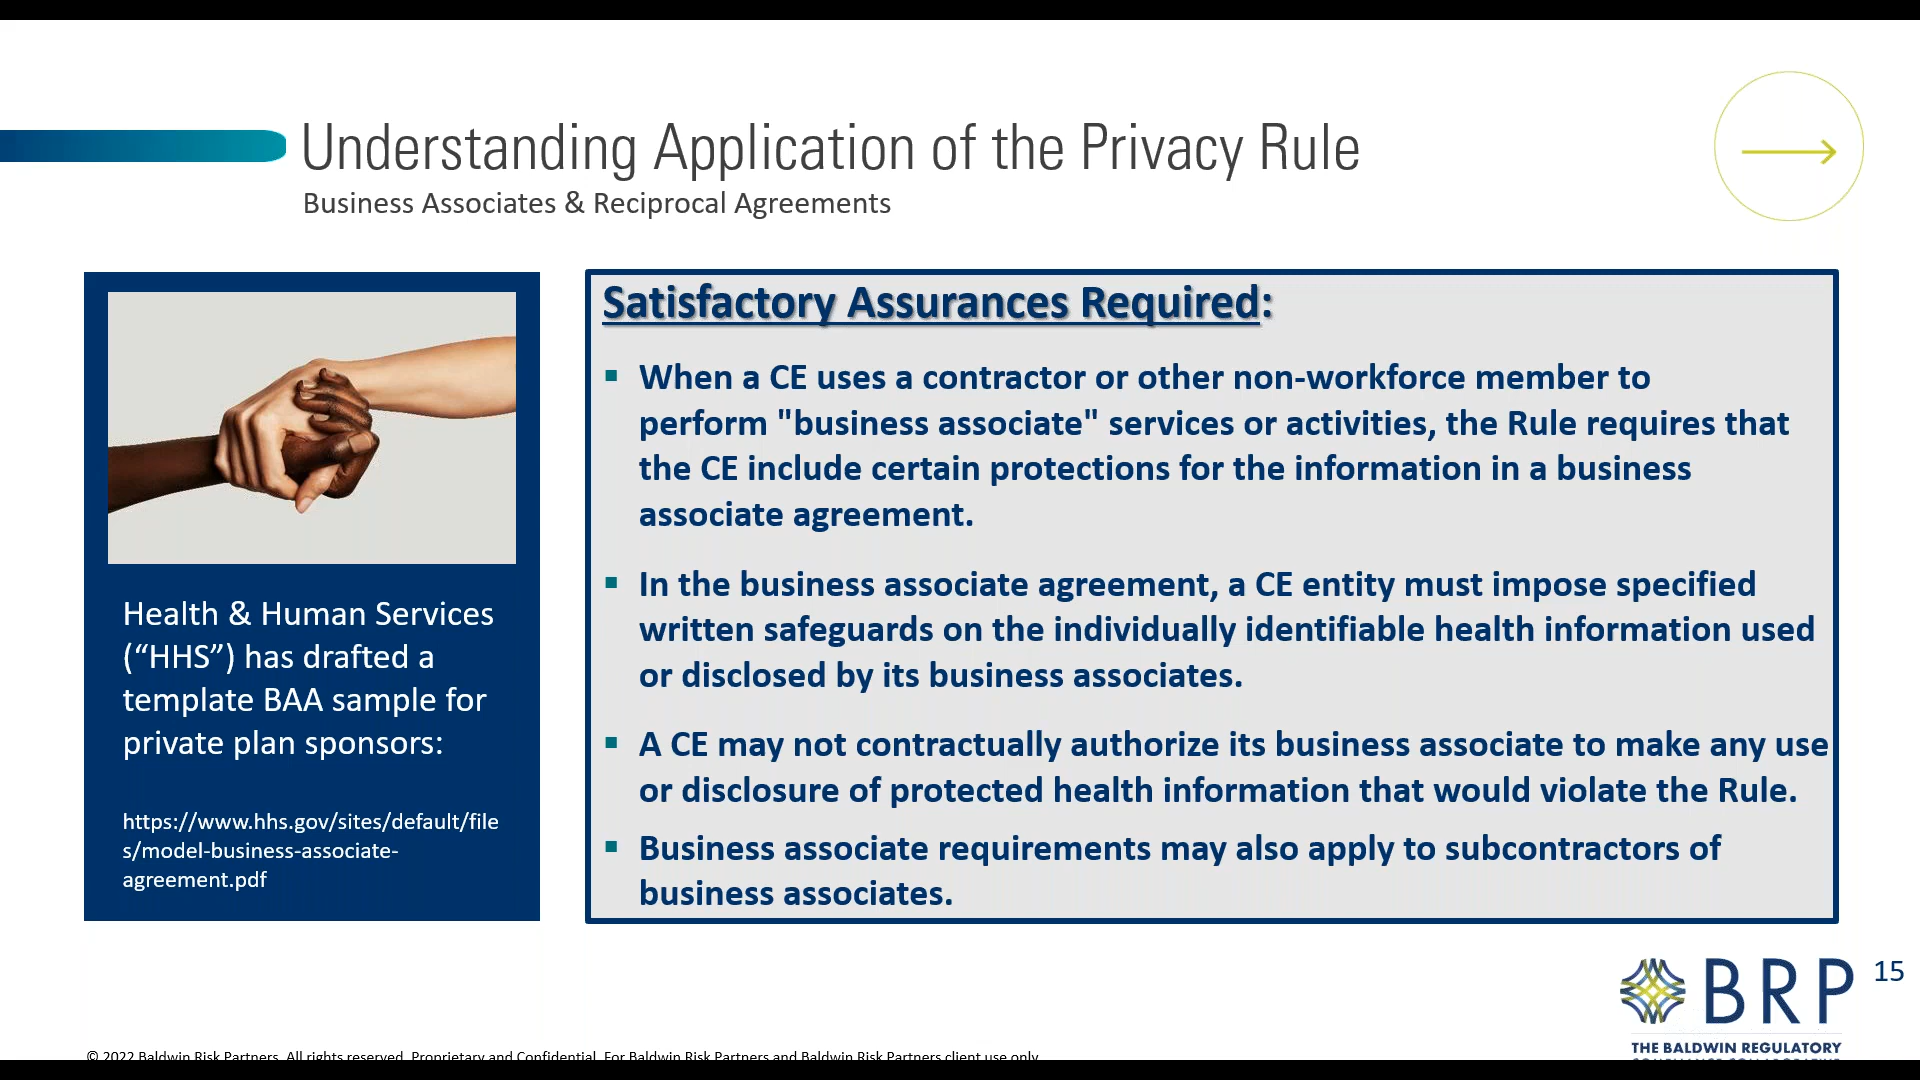 Understanding Application of the Privacy Rule
Business Associates & Reciprocal Agreements
Health & Human Services
(“HHS”) has drafted a
template BAA sample for
private plan sponsors:
https://www.hhs.gov/sites/default/file
s/model-business-associate-
agreement.pdf
Satisfactory Assurances Required:
▪ When a CE uses a contractor or other non-workforce member to
perform "business associate" services or activities, the Rule requires that
the CE include certain protections for the information in a business
associate agreement.
▪ In the business associate agreement, a CE entity must impose specified
written safeguards on the individually identifiable health information used
or disclosed by its business associates.
▪ A CE may not contractually authorize its business associate to make any use
or disclosure of protected health information that would violate the Rule.
▪ Business associate requirements may also apply to subcontractors of
business associates.
BRP
15
THE BALDWIN REGULATORY
© 2022 Baldwin Risk Partners. All rights reserved. Proprietary and Confidential. For Baldwin Risk Partners and Baldwin Risk Partners client use only.